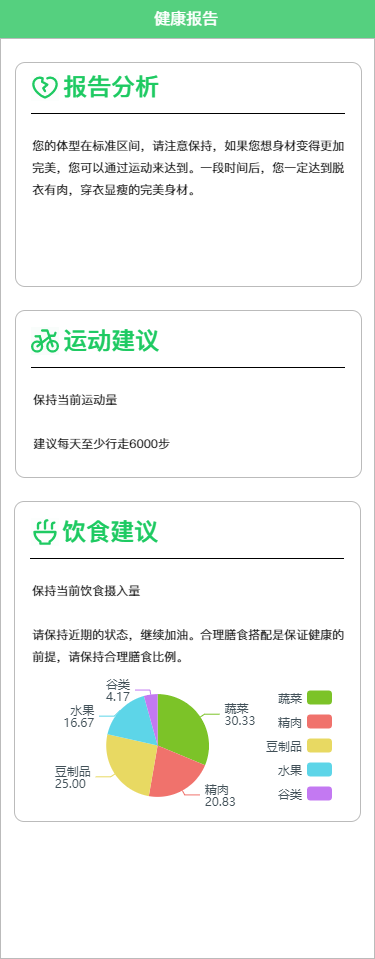 健康报告
报告分析
您的体型在标准区间，请注意保持，如果您想身材变得更加
完美，您可以通过运动来达到。一段时间后，您一定达到脱
衣有肉，穿衣显瘦的完美身材。
运动建议
保持当前运动量
建议每天至少行走6000步
饮食建议
保持当前饮食摄入量
请保持近期的状态，继续加油。合理膳食搭配是保证健康的
前提，请保持合理膳食比例。
谷类
4.17
水果
16.67
豆制品
25.00
蔬菜
30.33
精肉
20.83
蔬菜
精肉
豆制品
水果
谷类